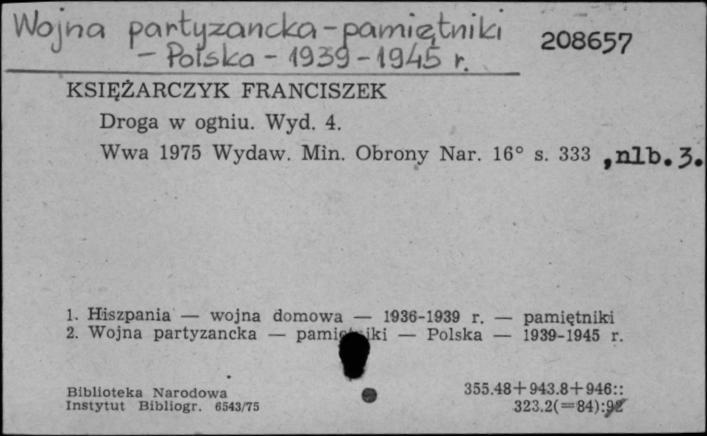 Wojna partyzancka - pamiętniki
- Polska - 1939 - 1945 r.
208657
KSIĘŻARCZYK FRANCISZEK
Droga w ogniu. Wyd. 4.
Wwa 1975 Wydaw. Min. Obrony Nar. 16° s. 333 ,nlb.3.
1. Hiszpania — wojna domowa — 1936-1939 r. — pamiętniki
2. Wojna partyzancka — — Polska — 1939-1945 r.
Biblioteka Narodowa
Instytut Bibliogr. 6543/75
355.48+943.8+946::
323.2(=84):92